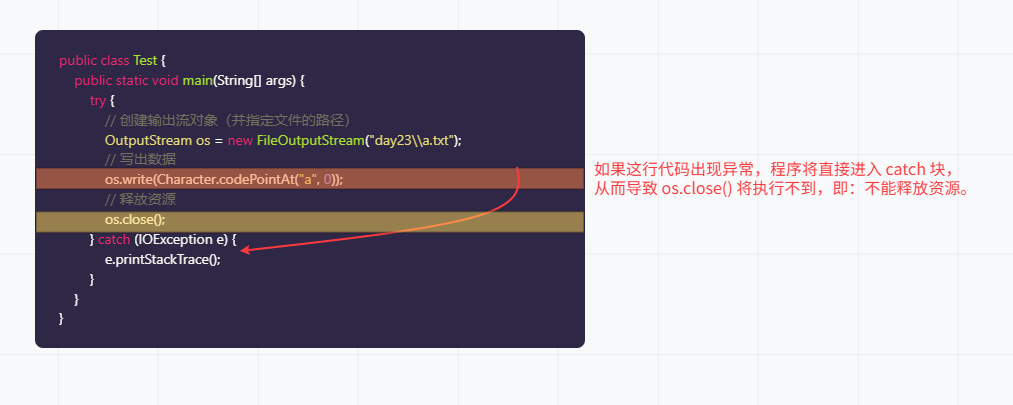 public class Test {
public static void main(String[] args) {
try {
// 创建输出流对象（并指定文件的路径）
OutputStream os = new FileOutputStream("day23\\a.txt");
// 写出数据
os.write(Character.codePointAt("a", 0));
// 释放资源
os.close();
} catch (IOException e) {
e.printStackTrace();
}
}
}
如果这行代码出现异常，程序将直接进入 catch 块，
从而导致 os.close() 将执行不到，即：不能释放资源。